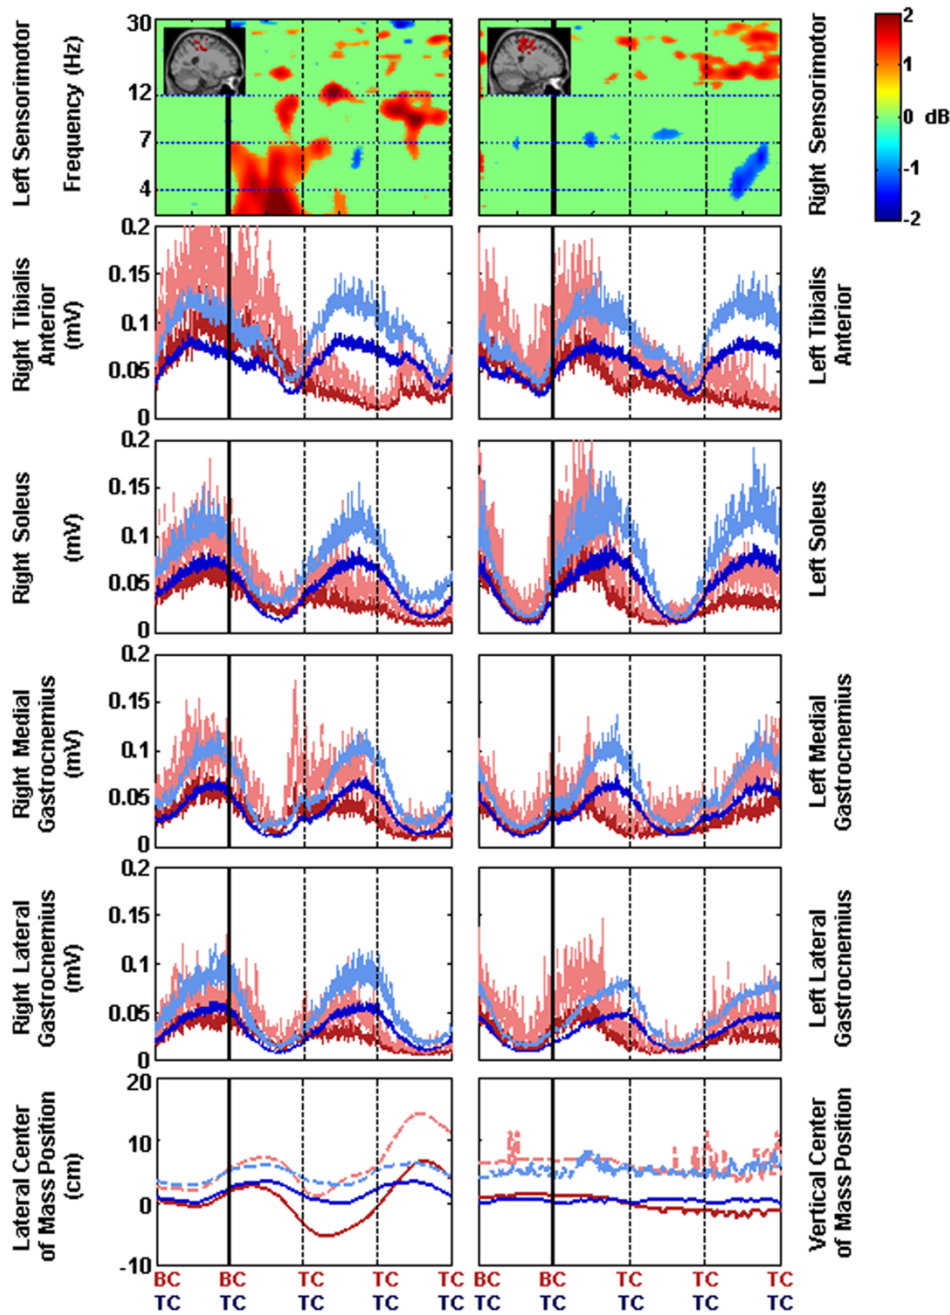 Left Sensorimotor
Frequency (Hz)
30
12
7
4
Right Sensorimotor
2
1
0 dB
-1
-2
Right Tibialis
Anterior
(mV)
0.2
0.15
0.1
0.05
0
Left Tibialis
Anterior
Right Soleus
(mV)
0.2
0.15
0.1
0.05
0
Left Soleus
Right Medial
Gastrocnemius
(mV)
0.2
0.15
0.1
0.05
0
Left Medial
Gastrocnemius
Right Lateral
Gastrocnemius
(mV)
0.2
0.15
0.1
0.05
0
Left Lateral
Gastrocnemius
Lateral Center
of Mass Position
(cm)
20
10
0
-10
Vertical Center
of Mass Position
BC BC TC TC TC BC BC TC TC TC
TC TC TC TC TC TC TC TC TC TC